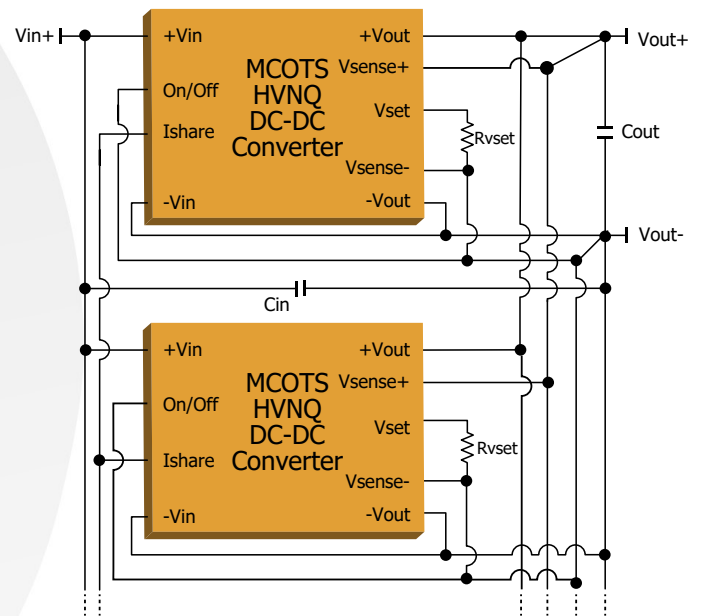 Vin+
+Vin
+Vout
Vout+
MCOTS
HVNQ
DC-DC
Converter
Vsense+
On/Off
Vset
Ishare
Rvset
Cout
Vsense-
-Vin
-Vout
Vout-
Cin
+Vin
+Vout
MCOTS
HVNQ
DC-DC
Converter
Vsense+
On/Off
Vset
Ishare
Rvset
Vsense-
-Vin
-Vout